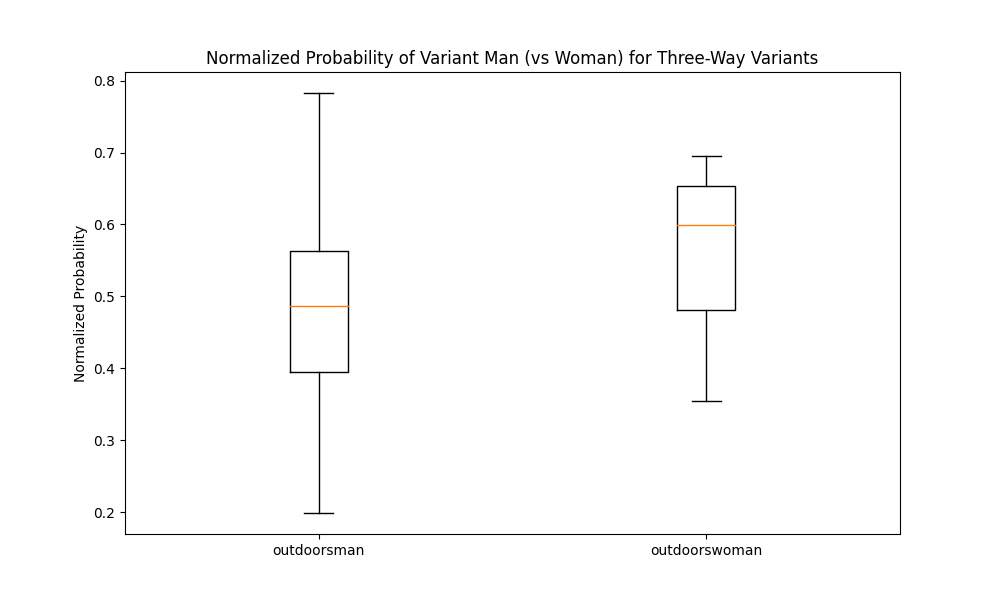 Normalized Probability of Variant Man (vs Woman) for Three-Way Variants
Normalized Probability
0.8
0.7
0.6
0.5
0.4
0.3
0.2
outdoorsman
outdoorswoman